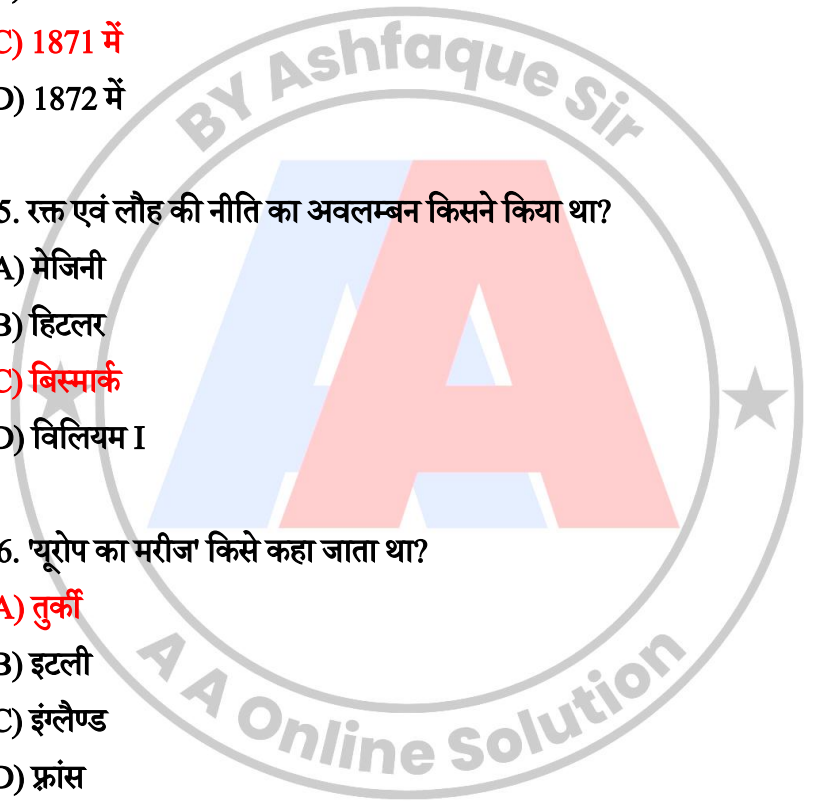 C) 1871 में
D) 1872 में
5. रक्त एवं लौह की नीति का अवलम्बन किसने किया था?
A) मेजिनी
B) हिटलर
C) बिस्मार्क
D) विलियम I
6. 'यूरोप का मरीज' किसे कहा जाता था?
A) तुर्की
B) इटली
C) इंग्लैण्ड
D) फ़्रांस
BY Ashfaque Sir
A A Online Solution